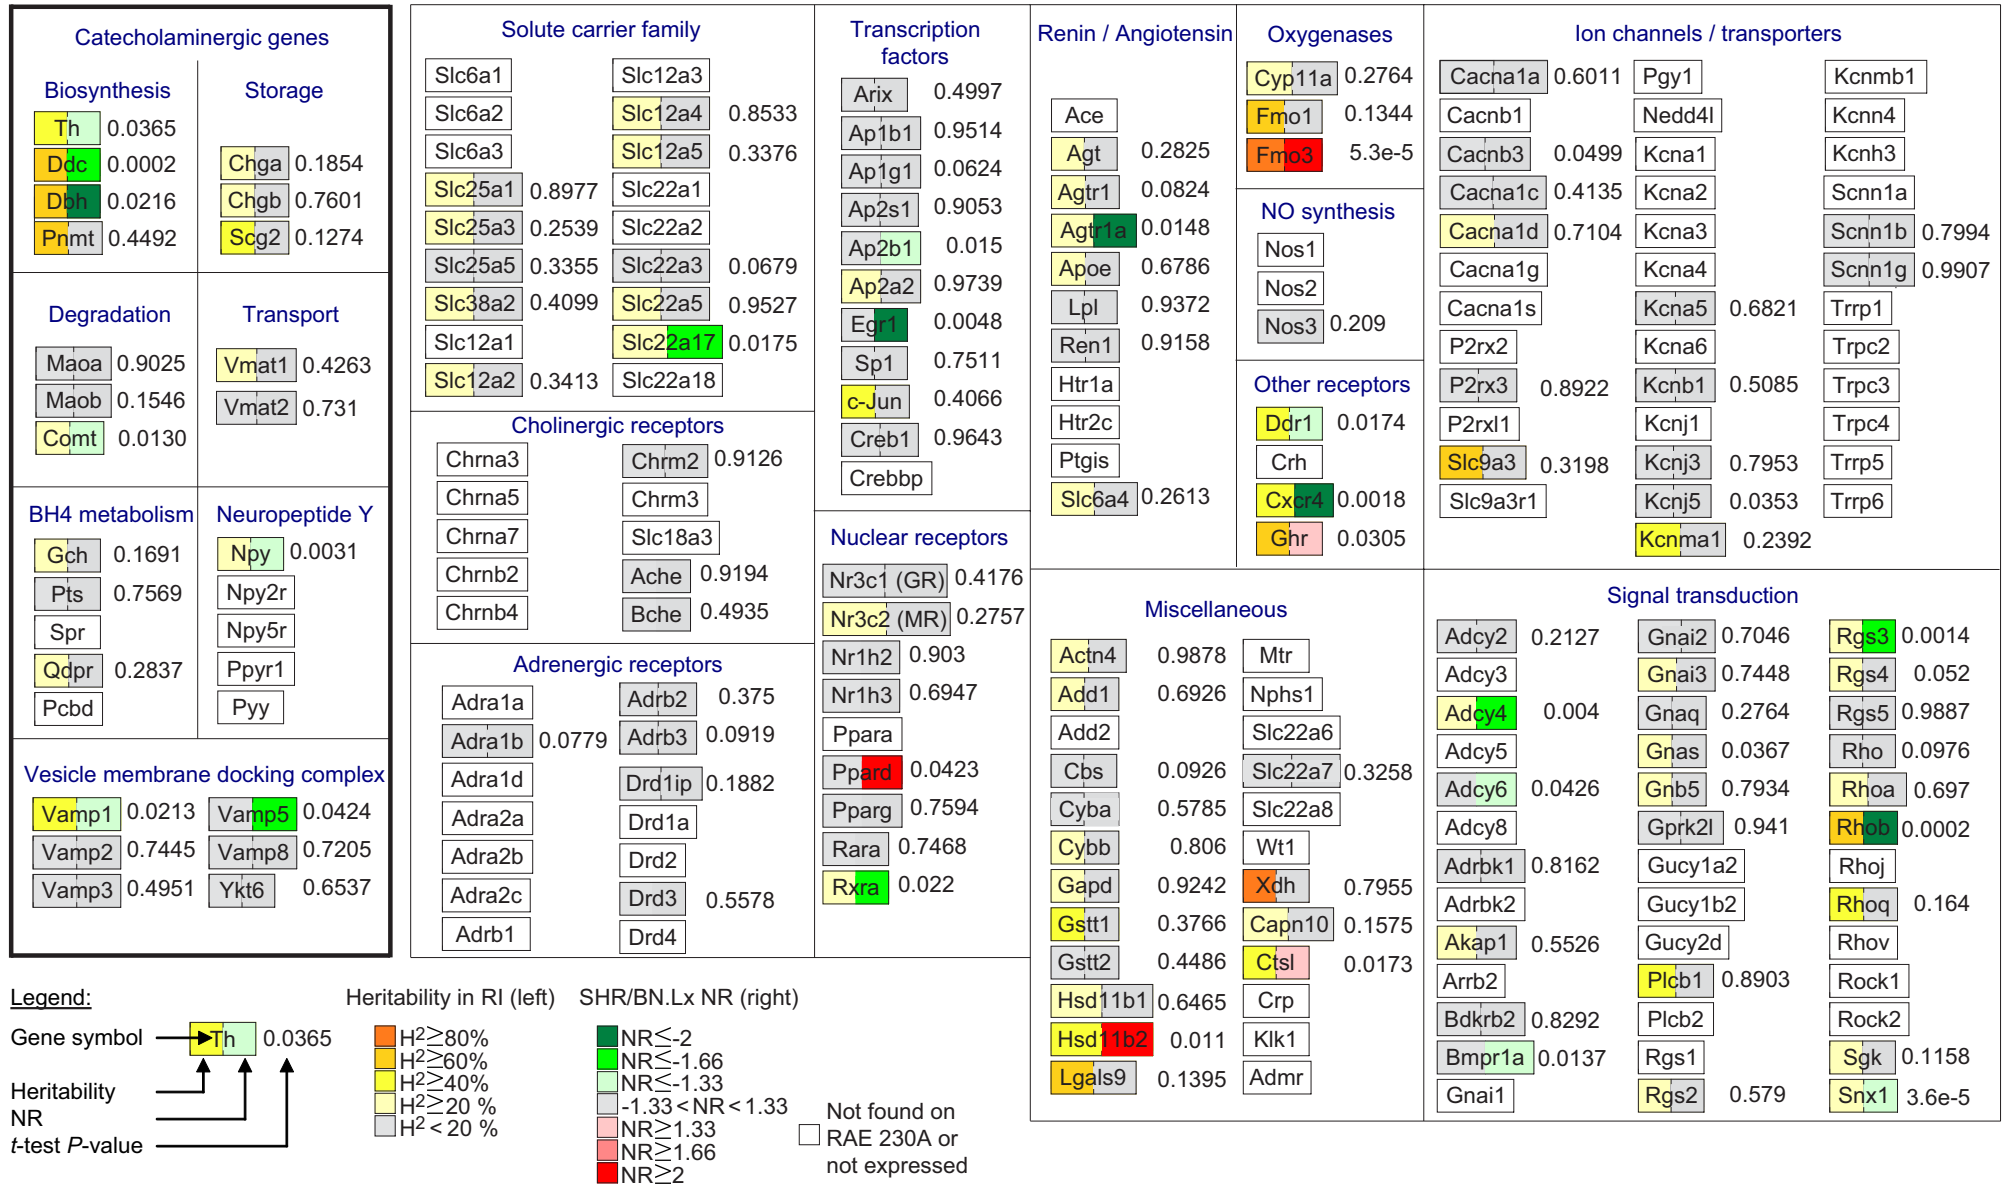 Catecholaminergic genes
Biosynthesis
Th 0.0365
Ddc 0.0002
Dbh 0.0216
Pnmt 0.4492
Storage
Chga 0.1854
Chgb 0.7601
Scg2 0.1274
Degradation
Maoa 0.9025
Maob 0.1546
Comt 0.0130
Transport
Vmat1 0.4263
Vmat2 0.731
BH4 metabolism
Gch 0.1691
Pts 0.7569
Spr
Qdpr 0.2837
Pcbd
Neuropeptide Y
Npy 0.0031
Npy2r
Npy5r
Ppyr1
Pyy
Vesicle membrane docking complex
Vamp1 0.0213
Vamp2 0.7445
Vamp3 0.4951
Vamp5 0.0424
Vamp8 0.7205
Ykt6 0.6537
Solute carrier family
Slc6a1
Slc6a2
Slc6a3
Slc25a1 0.8977
Slc25a3 0.2539
Slc25a5 0.3355
Slc38a2 0.4099
Slc12a1
Slc12a2 0.3413
Slc12a3
Slc12a4 0.8533
Slc12a5 0.3376
Slc22a1
Slc22a2
Slc22a3 0.0679
Slc22a5 0.9527
Slc22a17 0.0175
Slc22a18
Cholinergic receptors
Chrna3
Chrna5
Chrna7
Chrnb2
Chrnb4
Chrm2 0.9126
Chrm3
Slc18a3
Ache 0.9194
Bche 0.4935
Adrenergic receptors
Adra1a
Adra1b 0.0779
Adra1d
Adra2a
Adra2b
Adra2c
Adrb1
Adrb2 0.375
Adrb3 0.0919
Drd1ip 0.1882
Drd1a
Drd2
Drd3 0.5578
Drd4
Transcription
factors
Arix 0.4997
Ap1b1 0.9514
Ap1g1 0.0624
Ap2s1 0.9053
Ap2b1 0.015
Ap2a2 0.9739
Egr1 0.0048
Sp1 0.7511
c-Jun 0.4066
Creb1 0.9643
Crebbp
Nuclear receptors
Nr3c1 (GR) 0.4176
Nr3c2 (MR) 0.2757
Nr1h2 0.903
Nr1h3 0.6947
Ppara
Ppard 0.0423
Pparg 0.7594
Rara 0.7468
Rxra 0.022
Renin / Angiotensin
Ace
Agt 0.2825
Agtr1 0.0824
Agtr1a 0.0148
Apoe 0.6786
Lpl 0.9372
Ren1 0.9158
Htr1a
Htr2c
Ptgis
Slc6a4 0.2613
Oxygenases
Cyp11a 0.2764
Fmo1 0.1344
Fmo3 5.3e-5
NO synthesis
Nos1
Nos2
Nos3 0.209
Other receptors
Ddr1 0.0174
Crh
Cxcr4 0.0018
Ghr 0.0305
Ion channels / transporters
Cacna1a 0.6011
Cacnb1
Cacnb3 0.0499
Cacna1c 0.4135
Cacna1d 0.7104
Cacna1g
Cacna1s
P2rx2
P2rx3 0.8922
P2rxl1
Slc9a3 0.3198
Slc9a3r1
Pgy1
Nedd4l
Kcna1
Kcna2
Kcna3
Kcna4
Kcna5 0.6821
Kcna6
Kcnb1 0.5085
Kcnj1
Kcnj3 0.7953
Kcnj5 0.0353
Kcnma1 0.2392
Kcnmb1
Kcnn4
Kcnh3
Scnn1a
Scnn1b 0.7994
Scnn1g 0.9907
Trrp1
Trpc2
Trpc3
Trpc4
Trrp5
Trrp6
Miscellaneous
Actn4 0.9878
Add1 0.6926
Add2
Cbs 0.0926
Cyba 0.5785
Cybb 0.806
Gapd 0.9242
Gstt1 0.3766
Gstt2 0.4486
Hsd11b1 0.6465
Hsd11b2 0.011
Lgals9 0.1395
Mtr
Nphs1
Slc22a6
Slc22a7 0.3258
Slc22a8
Wt1
Xdh 0.7955
Capn10 0.1575
Ctsl 0.0173
Crp
Klk1
Admr
Signal transduction
Adcy2 0.2127
Adcy3
Adcy4 0.004
Adcy5
Adcy6 0.0426
Adcy8
Adrbk1 0.8162
Adrbk2
Akap1 0.5526
Arrb2
Bdkrb2 0.8292
Bmpr1a 0.0137
Gnai1
Gnai2 0.7046
Gnai3 0.7448
Gnaq 0.2764
Gnas 0.0367
Gnb5 0.7934
Gprk2l 0.941
Gucy1a2
Gucy1b2
Gucy2d
Plcb1 0.8903
Plcb2
Rgs1
Rgs2 0.579
Rgs3 0.0014
Rgs4 0.052
Rgs5 0.9887
Rho 0.0976
Rhoa 0.697
Rhob 0.0002
Rhoj
Rhoq 0.164
Rhov
Rock1
Rock2
Sgk 0.1158
Snx1 3.6e-5
Legend:
Gene symbol
Th 0.0365
Heritability
NR
t-test P-value
Heritability in RI (left)
H²≥80%
H²≥60%
H²≥40%
H²≥20 %
H²<20 %
SHR/BN.Lx NR (right)
NR≤-2
NR≤-1.66
NR≤-1.33
-1.33<NR<1.33
NR≥1.33
NR≥1.66
NR≥2
Not found on
RAE 230A or
not expressed